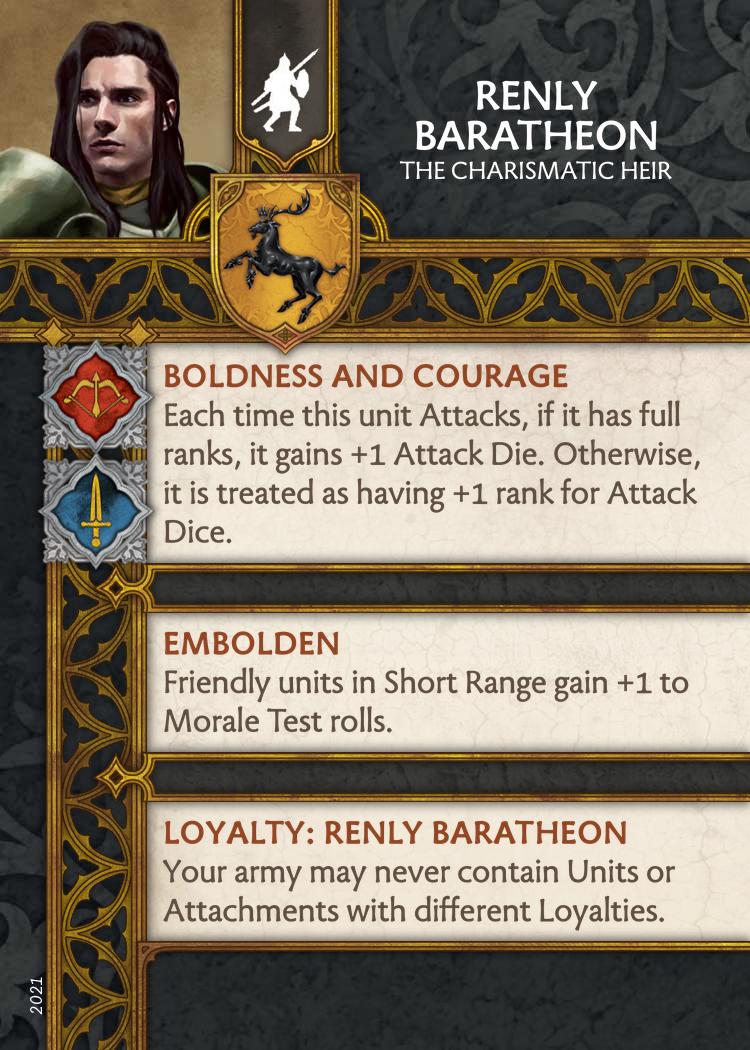 RENLY
BARATHEON
THE CHARISMATIC HEIR
BOLDNESS AND COURAGE
Each time this unit Attacks, if it has full
ranks, it gains +1 Attack Die. Otherwise,
it is treated as having +1 rank for Attack
Dice.
EMBOLDEN
Friendly units in Short Range gain +1 to
Morale Test rolls.
LOYALTY: RENLY BARATHEON
Your army may never contain Units or
Attachments with different Loyalties.
2021